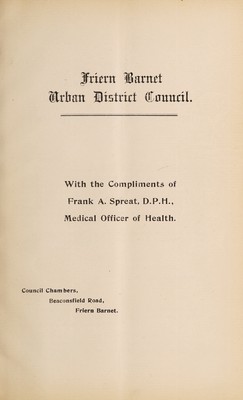 Friern Barnet
Urban District Council.
With the Compliments of
Frank A. Spreat, D.P.H.,
Medical Officer of Health.
Council Chambers,
Beaconsfield Road,
Friern Barnet.